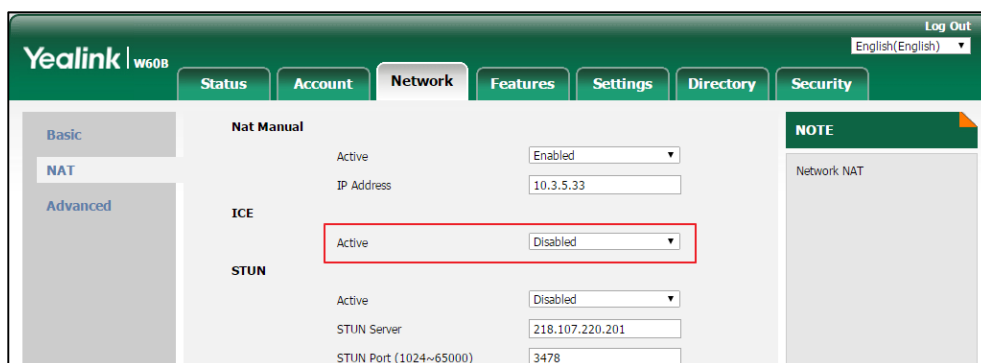 Log Out
Yealink | W60B
English(English)
Status Account Network Features Settings Directory Security
Basic
NAT
Advanced
Nat Manual
Active Enabled
IP Address 10.3.5.33
ICE
Active Disabled
STUN
Active Disabled
STUN Server 218.107.220.201
STUN Port (1024~65000) 3478
NOTE
Network NAT